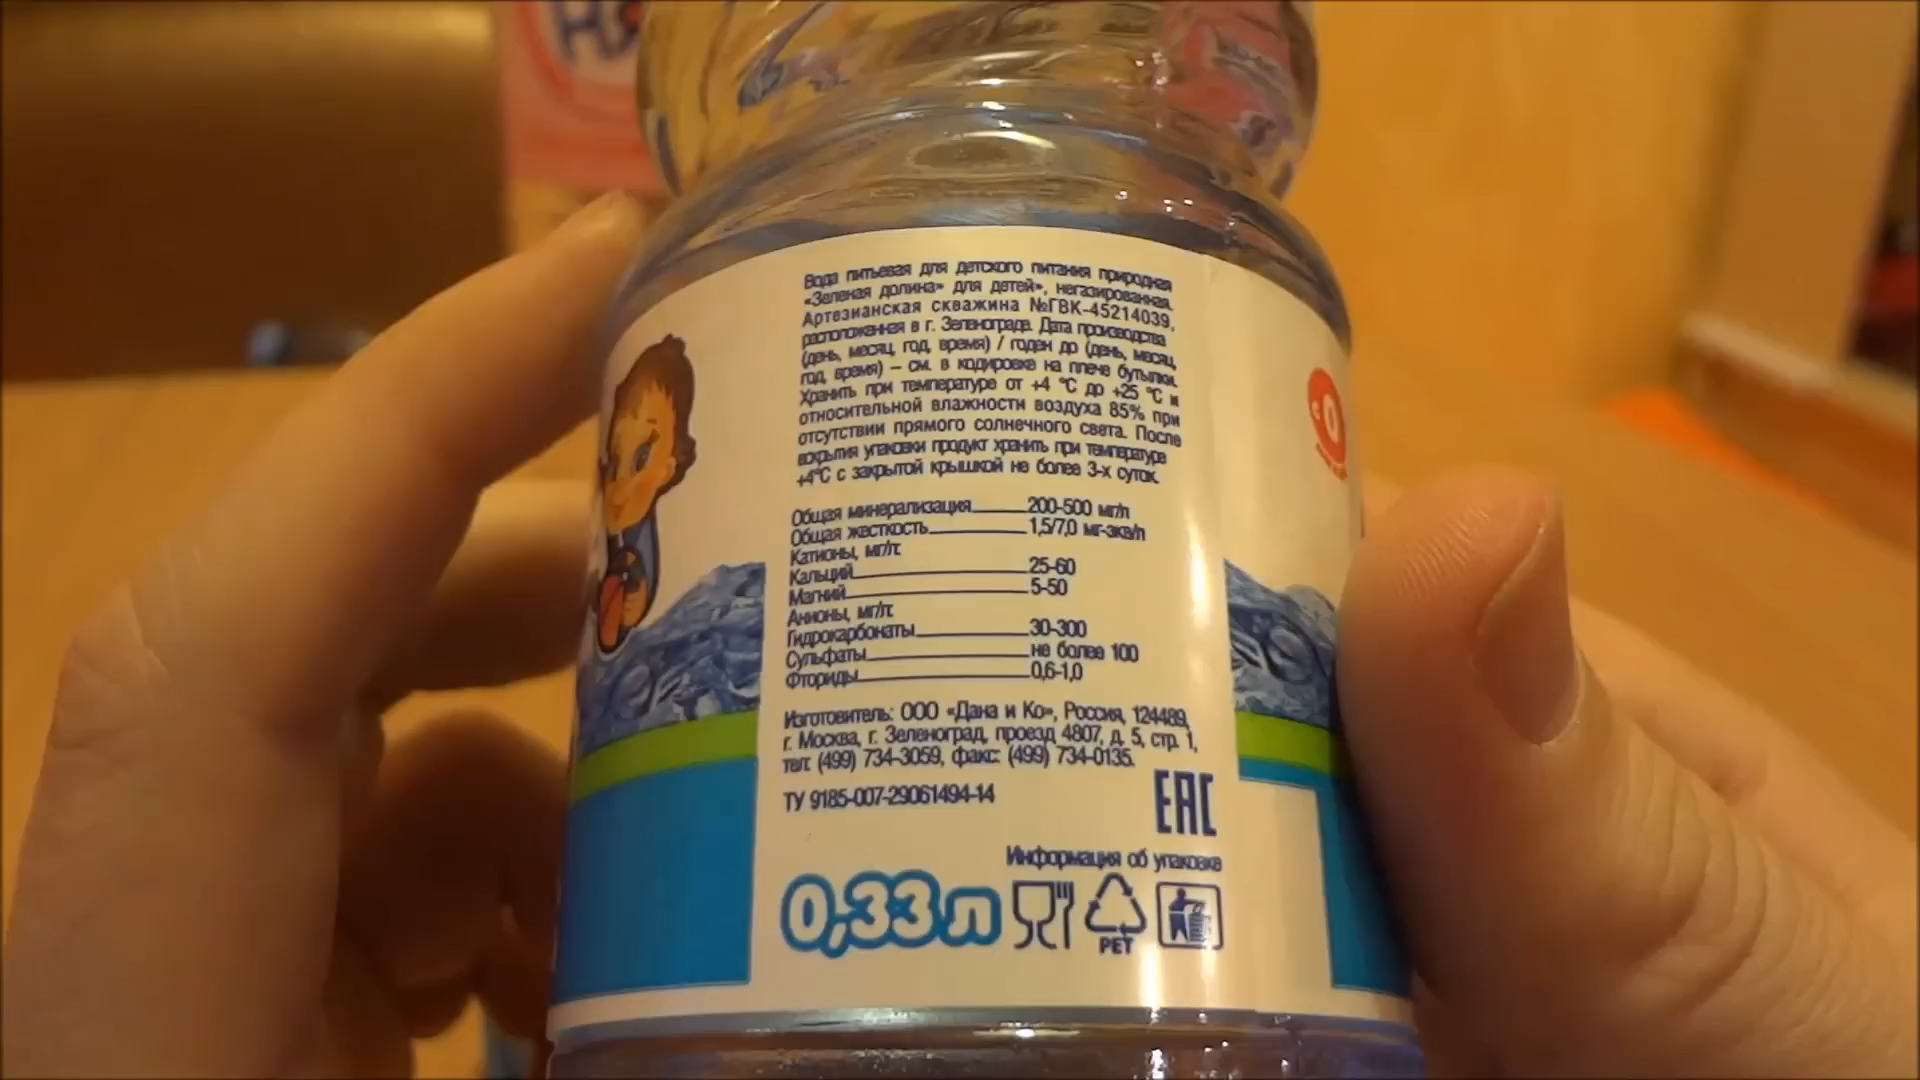 Вода питьевая для детского питания природная
«Зеленая долина» для детей», негазированная.
Артезианская скважина №ГВК-45214039,
расположенная в г. Зеленограде. Дата производства
(день, месяц, год, время) / годен до (день, месяц,
год, время) – см. в кодировке на плече бутылки.
Хранить при температуре от +4 °С до +25 °С и
относительной влажности воздуха 85% при
отсутствии прямого солнечного света. После
вскрытия упаковки продукт хранить при температуре
+4°С с закрытой крышкой не более 3-х суток.
Общая минерализация 200-500 мг/л
Общая жесткость 1,5/7,0 мг-экв/л
Катионы, мг/л:
Кальций 25-60
Магний 5-50
Анионы, мг/л:
Гидрокарбонаты 30-300
Сульфаты не более 100
Фториды 0,6-1,0
Изготовитель: ООО «Дана и Ко», Россия, 124489,
г. Москва, г. Зеленоград, проезд 4807, д. 5, стр. 1,
тел: (499) 734-3059, факс: (499) 734-0135.
ТУ 9185-007-29061494-14
ЕАС
Информация об упаковке
0,33 л
PET
с 0